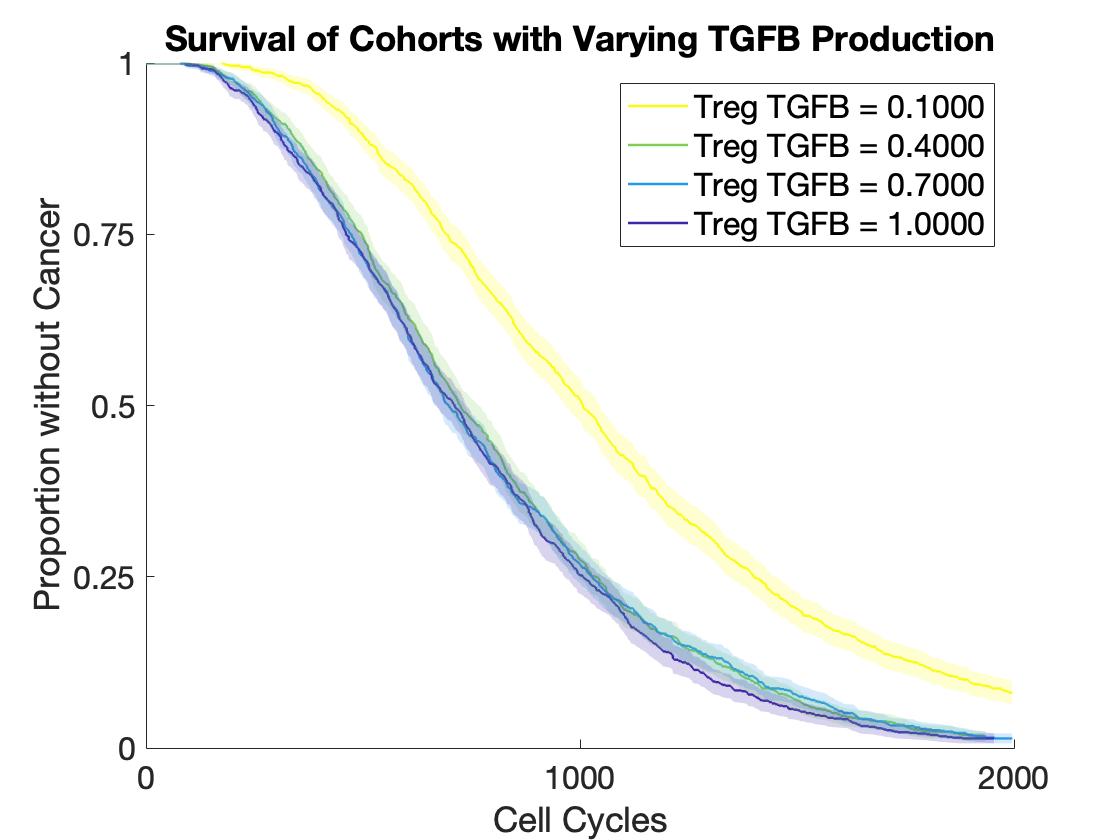 Survival of Cohorts with Varying TGFB Production
1
0.75
0.5
0.25
0
Proportion without Cancer
Treg TGFB = 0.1000
Treg TGFB = 0.4000
Treg TGFB = 0.7000
Treg TGFB = 1.0000
0
1000
2000
Cell Cycles